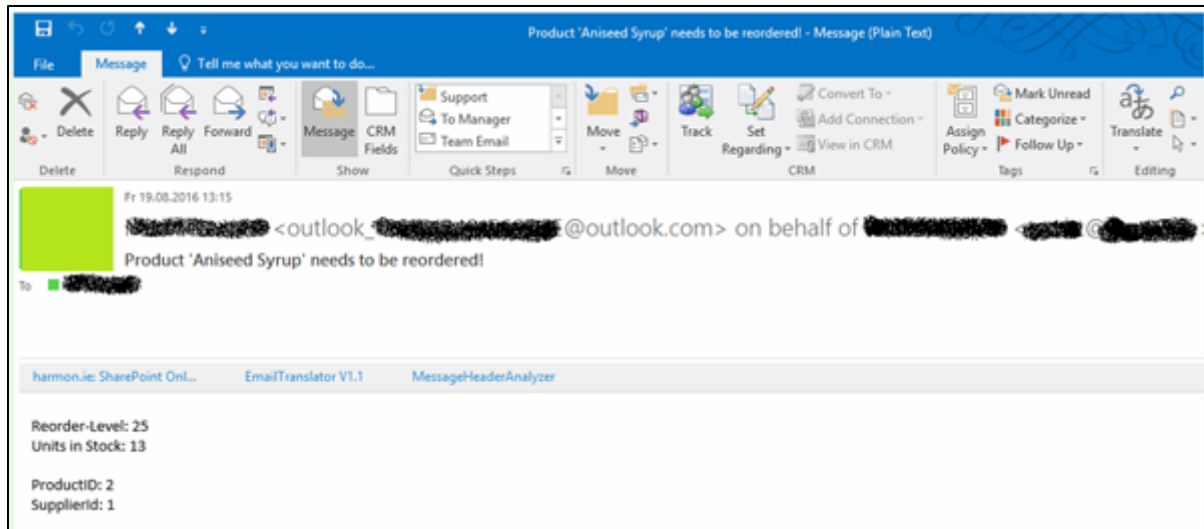 Product 'Aniseed Syrup' needs to be reordered! - Message (Plain Text)
File Message Tell me what you want to do...
Delete
Reply
Reply All
Forward
Message
CRM Fields
Support
To Manager
Team Email
Move
Track
Set Regarding
Convert To
Add Connection
View in CRM
Assign Policy
Mark Unread
Categorize
Follow Up
Translate
Delete Respond Show Quick Steps Move CRM Tags Editing
Fr 19.08.2016 13:15
<outlook_ @outlook.com> on behalf of < @ >
Product 'Aniseed Syrup' needs to be reordered!
To
harmon.ie: SharePoint Onl... EmailTranslator V1.1 MessageHeaderAnalyzer
Reorder-Level: 25
Units in Stock: 13
ProductID: 2
SupplierId: 1